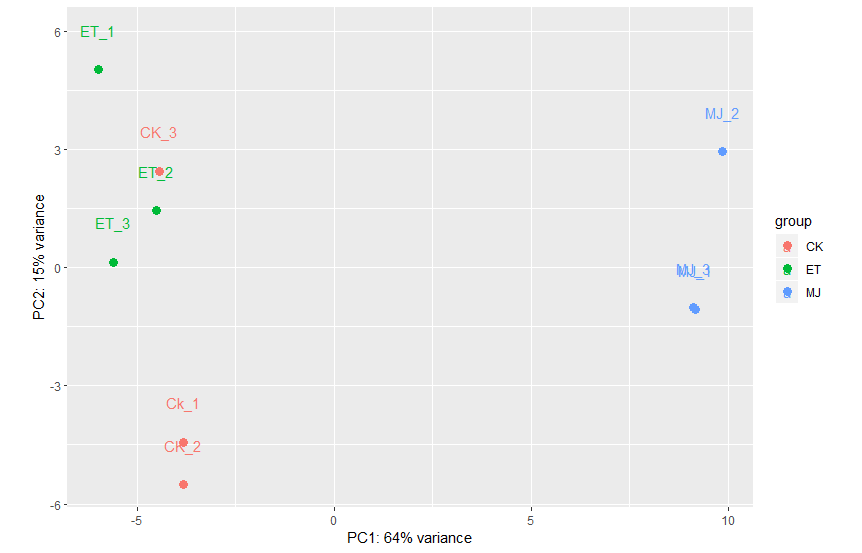 6
3
0
-3
-6
PC2: 15% variance
ET_1
CK_3
ET_2
ET_3
Ck_1
CK_2
MJ_2
MJ_3
-5
0
5
10
PC1: 64% variance
group
CK
ET
MJ